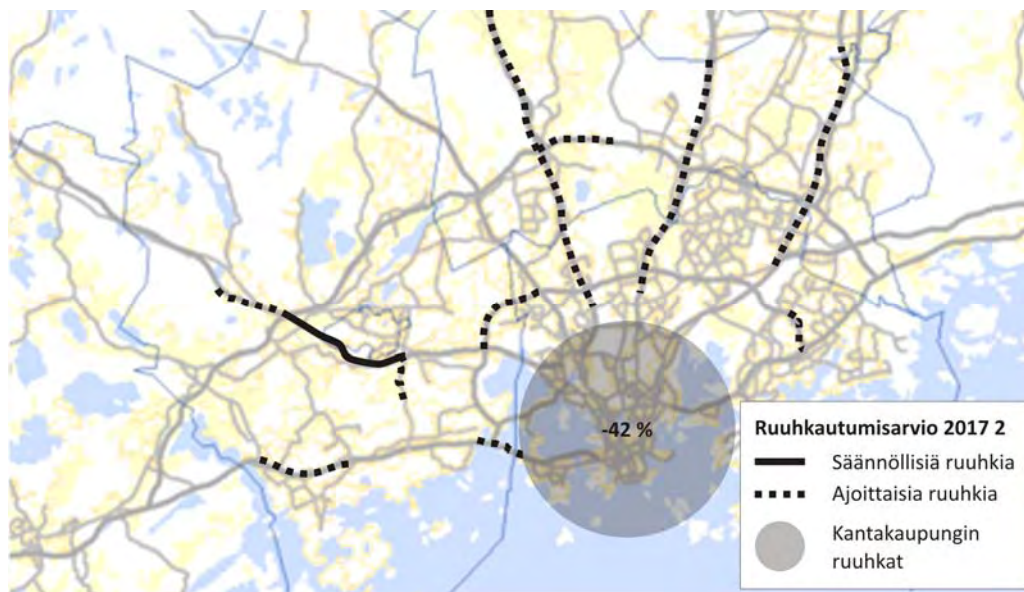 -42 %
Ruuhkautumisarvio 2017 2
Säännöllisiä ruuhkia
Ajoittaisia ruuhkia
Kantakaupungin
ruuhkat